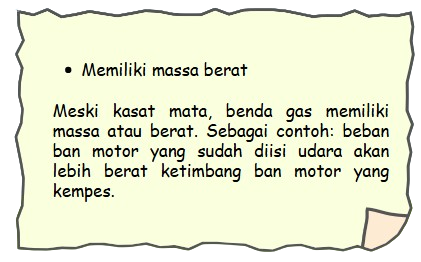 • Memiliki massa berat
Meski kasat mata, benda gas memiliki
massa atau berat. Sebagai contoh: beban
ban motor yang sudah diisi udara akan
lebih berat ketimbang ban motor yang
kempes.